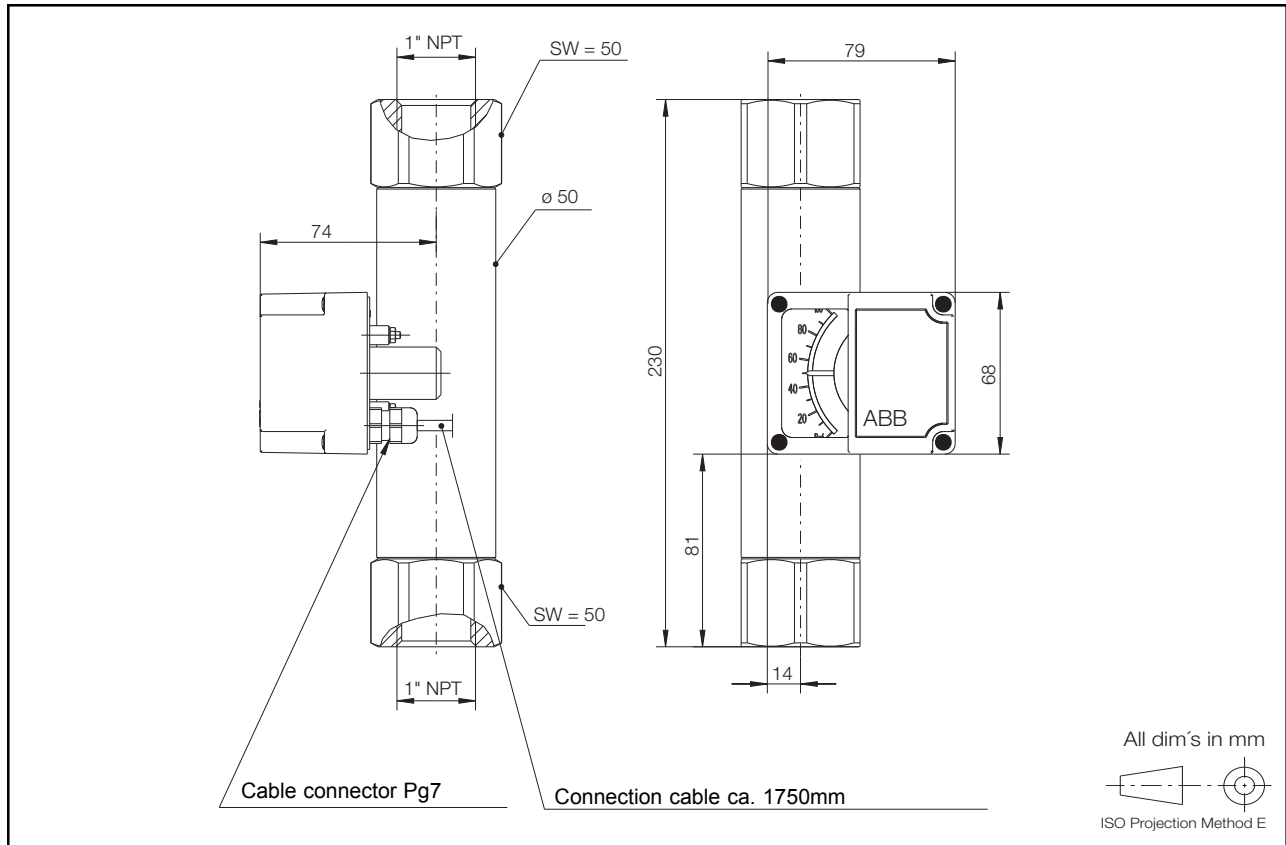 1" NPT
SW = 50
79
ø 50
74
230
80
60
40
20
68
ABB
81
SW = 50
14
1" NPT
All dim´s in mm
Cable connector Pg7
Connection cable ca. 1750mm
ISO Projection Method E